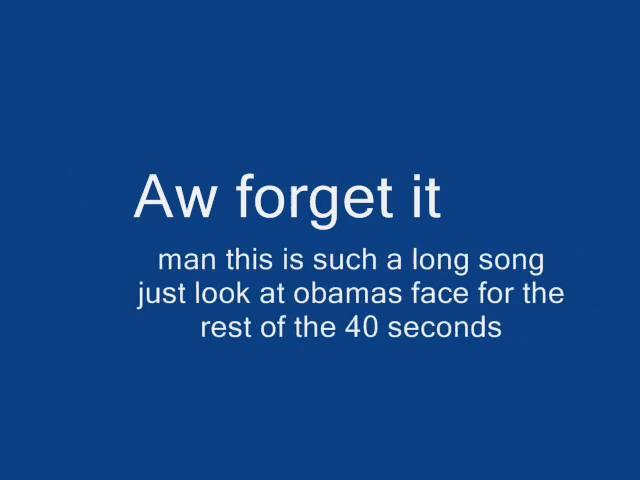 Aw forget it
man this is such a long song
just look at obamas face for the
rest of the 40 seconds